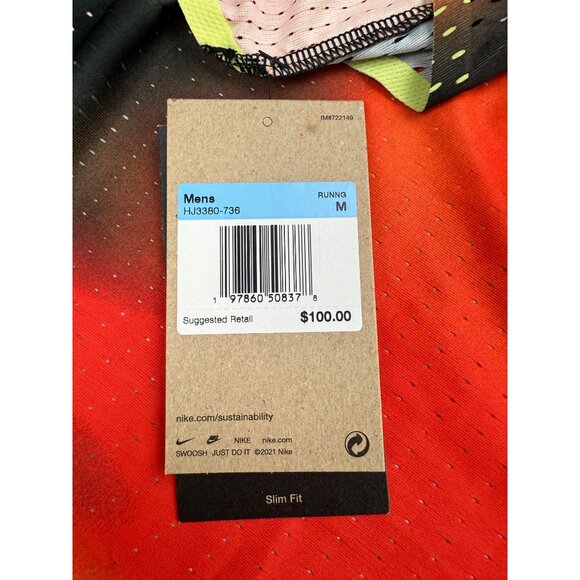 IM#722149
Mens RUNNG
HJ3380-736 M
1 97860 50837 8
Suggested Retail $100.00
nike.com/sustainability
NIKE nike.com
SWOOSH JUST DO IT ©2021 Nike
Slim Fit